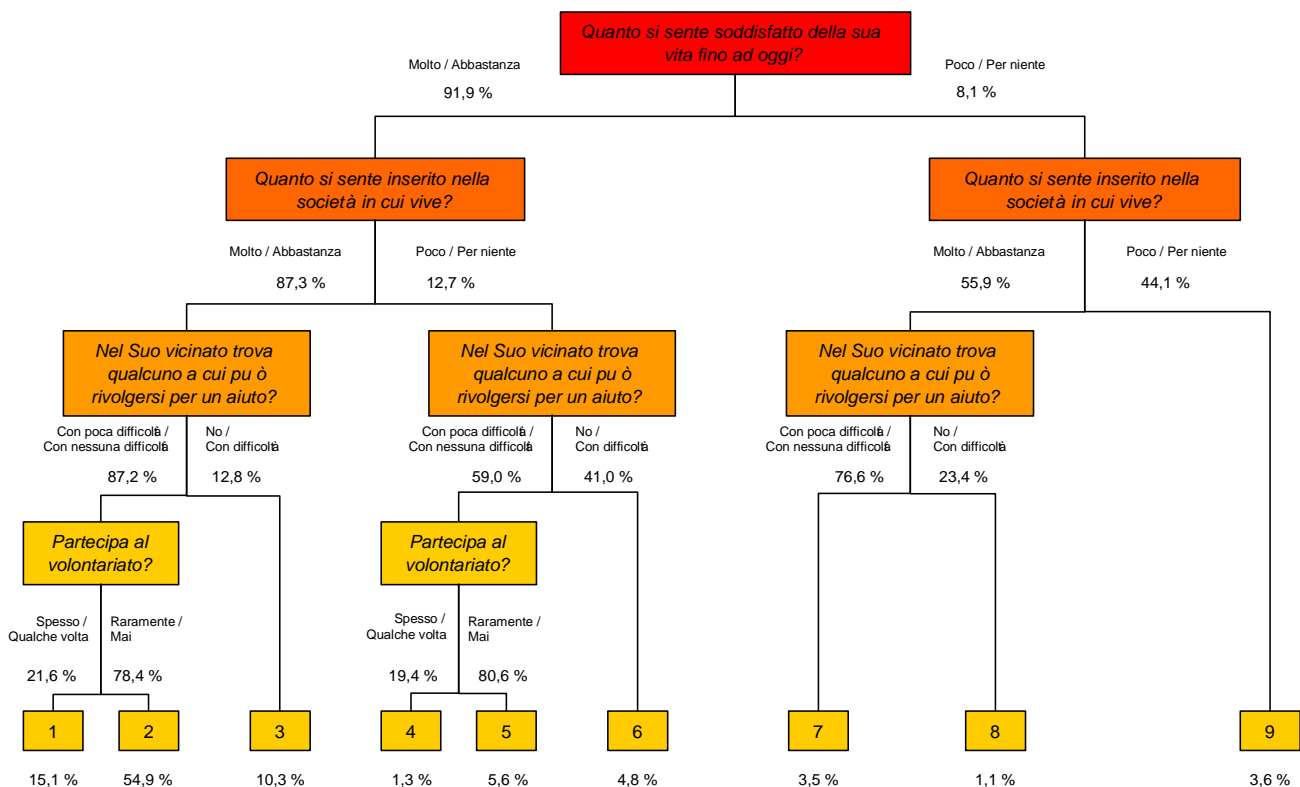 Quanto si sente soddisfatto della sua
vita fino ad oggi?
Molto / Abbastanza
Poco / Per niente
91,9 %
8,1 %
Quanto si sente inserito nella
società in cui vive?
Quanto si sente inserito nella
società in cui vive?
Molto / Abbastanza
Poco / Per niente
Molto / Abbastanza
Poco / Per niente
87,3 %
12,7 %
55,9 %
44,1 %
Nel Suo vicinato trova
qualcuno a cui pu ò
rivolgersi per un aiuto?
Nel Suo vicinato trova
qualcuno a cui pu ò
rivolgersi per un aiuto?
Nel Suo vicinato trova
qualcuno a cui pu ò
rivolgersi per un aiuto?
Con poca difficoltà /
Con nessuna difficoltà
No /
Con difficoltà
Con poca difficoltà /
Con nessuna difficoltà
No /
Con difficoltà
Con poca difficoltà /
Con nessuna difficoltà
No /
Con difficoltà
87,2 %
12,8 %
59,0 %
41,0 %
76,6 %
23,4 %
Partecipa al
volontariato?
Partecipa al
volontariato?
Spesso /
Qualche volta
Raramente /
Mai
Spesso /
Qualche volta
Raramente /
Mai
21,6 %
78,4 %
19,4 %
80,6 %
1
2
3
4
5
6
7
8
9
15,1 %
54,9 %
10,3 %
1,3 %
5,6 %
4,8 %
3,5 %
1,1 %
3,6 %